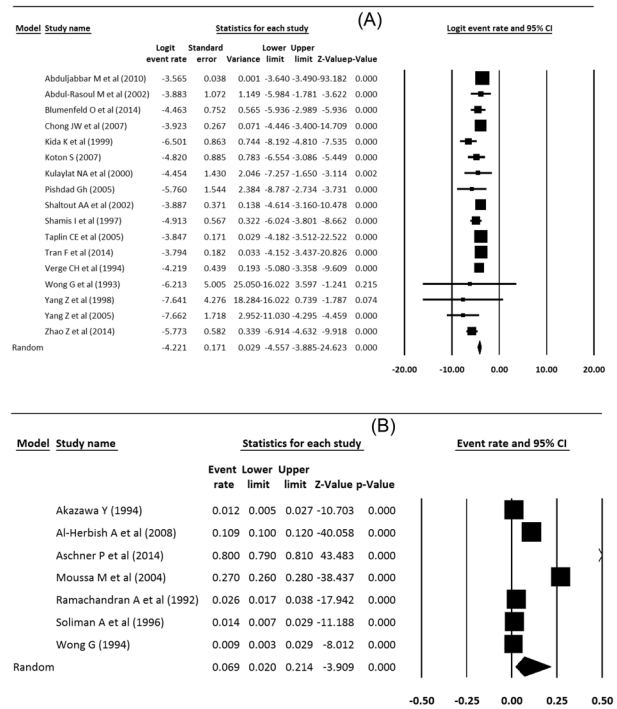 (A)
Model Study name Statistics for each study Logit event rate and 95% CI
Logit event rate Standard error Variance Lower limit Upper limit Z-Value p-Value
Abduljabbar M et al (2010) -3.565 0.038 0.001 -3.640 -3.490 -93.182 0.000
Abdul-Rasoul M et al (2002) -3.883 1.072 1.149 -5.984 -1.781 -3.622 0.000
Blumenfeld O et al (2014) -4.463 0.752 0.565 -5.936 -2.989 -5.936 0.000
Chong JW et al (2007) -3.923 0.267 0.071 -4.446 -3.400 -14.709 0.000
Kida K et al (1999) -6.501 0.863 0.744 -8.192 -4.810 -7.535 0.000
Koton S (2007) -4.820 0.885 0.783 -6.554 -3.086 -5.449 0.000
Kulaylat NA et al (2000) -4.454 1.430 2.046 -7.257 -1.650 -3.114 0.002
Pishdad Gh (2005) -5.760 1.544 2.384 -8.787 -2.734 -3.731 0.000
Shaltout AA et al (2002) -3.887 0.371 0.138 -4.614 -3.160 -10.478 0.000
Shamis I et al (1997) -4.913 0.567 0.322 -6.024 -3.801 -8.662 0.000
Taplin CE et al (2005) -3.847 0.171 0.029 -4.182 -3.512 -22.522 0.000
Tran F et al (2014) -3.794 0.182 0.033 -4.152 -3.437 -20.826 0.000
Verge CH et al (1994) -4.219 0.439 0.193 -5.080 -3.358 -9.609 0.000
Wong G et al (1993) -6.213 5.005 25.050 -16.022 3.597 -1.241 0.215
Yang Z et al (1998) -7.641 4.276 18.284 -16.022 0.739 -1.787 0.074
Yang Z et al (2005) -7.662 1.718 2.952 -11.030 -4.295 -4.459 0.000
Zhao Z et al (2014) -5.773 0.582 0.339 -6.914 -4.632 -9.918 0.000
Random -4.221 0.171 0.029 -4.557 -3.885 -24.623 0.000
-20.00 -10.00 0.00 10.00 20.00
(B)
Model Study name Statistics for each study Event rate and 95% CI
Event rate Lower limit Upper limit Z-Value p-Value
Akazawa Y (1994) 0.012 0.005 0.027 -10.703 0.000
Al-Herbish A et al (2008) 0.109 0.100 0.120 -40.058 0.000
Aschner P et al (2014) 0.800 0.790 0.810 43.483 0.000
Moussa M et al (2004) 0.270 0.260 0.280 -38.437 0.000
Ramachandran A et al (1992) 0.026 0.017 0.038 -17.942 0.000
Soliman A et al (1996) 0.014 0.007 0.029 -11.188 0.000
Wong G (1994) 0.009 0.003 0.029 -8.012 0.000
Random 0.069 0.020 0.214 -3.909 0.000
-0.50 -0.25 0.00 0.25 0.50